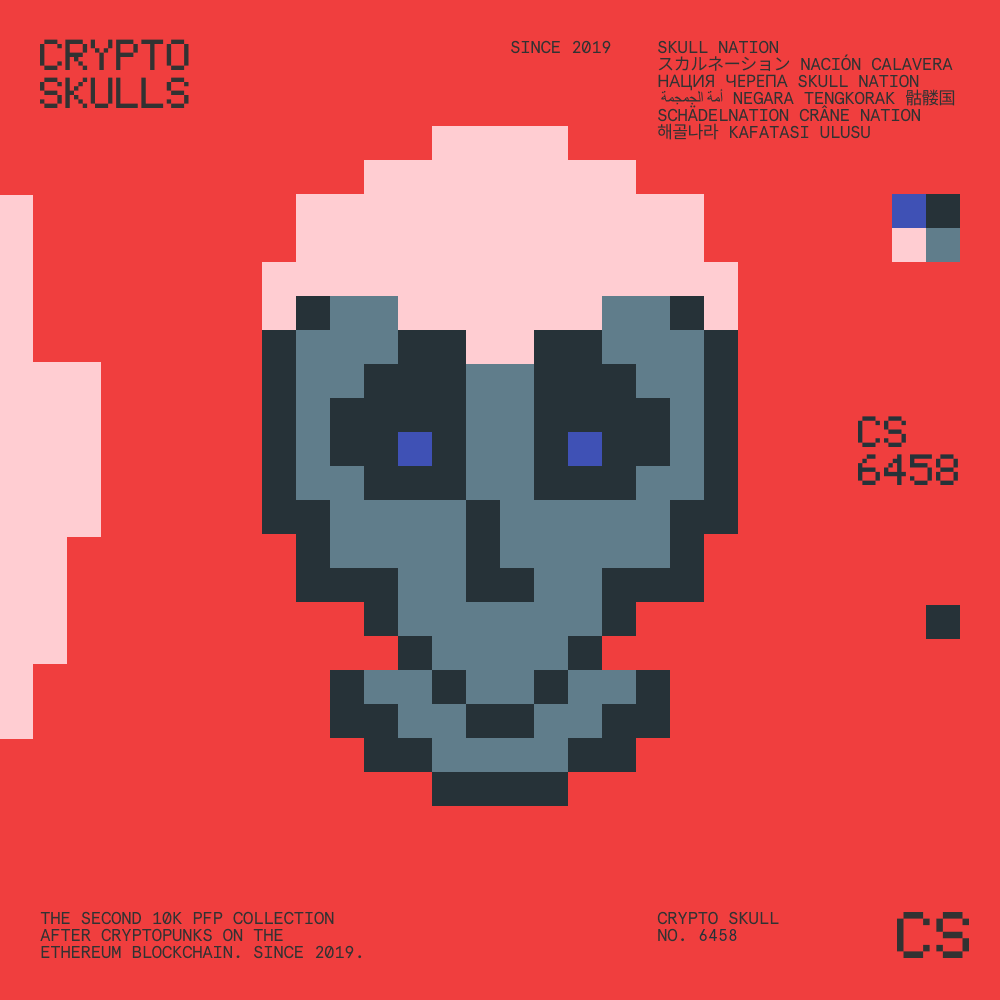 CRYPTO
SKULLS
SINCE 2019
SKULL NATION
スカルネーション NACIÓN CALAVERA
НАЦИЯ ЧЕРЕПА SKULL NATION
أمة الجمجمة NEGARA TENGKORAK 骷髅国
SCHÄDELNATION CRÂNE NATION
해골나라 KAFATASI ULUSU
CS
6458
THE SECOND 10K PFP COLLECTION
AFTER CRYPTOPUNKS ON THE
ETHEREUM BLOCKCHAIN. SINCE 2019.
CRYPTO SKULL
NO. 6458
CS